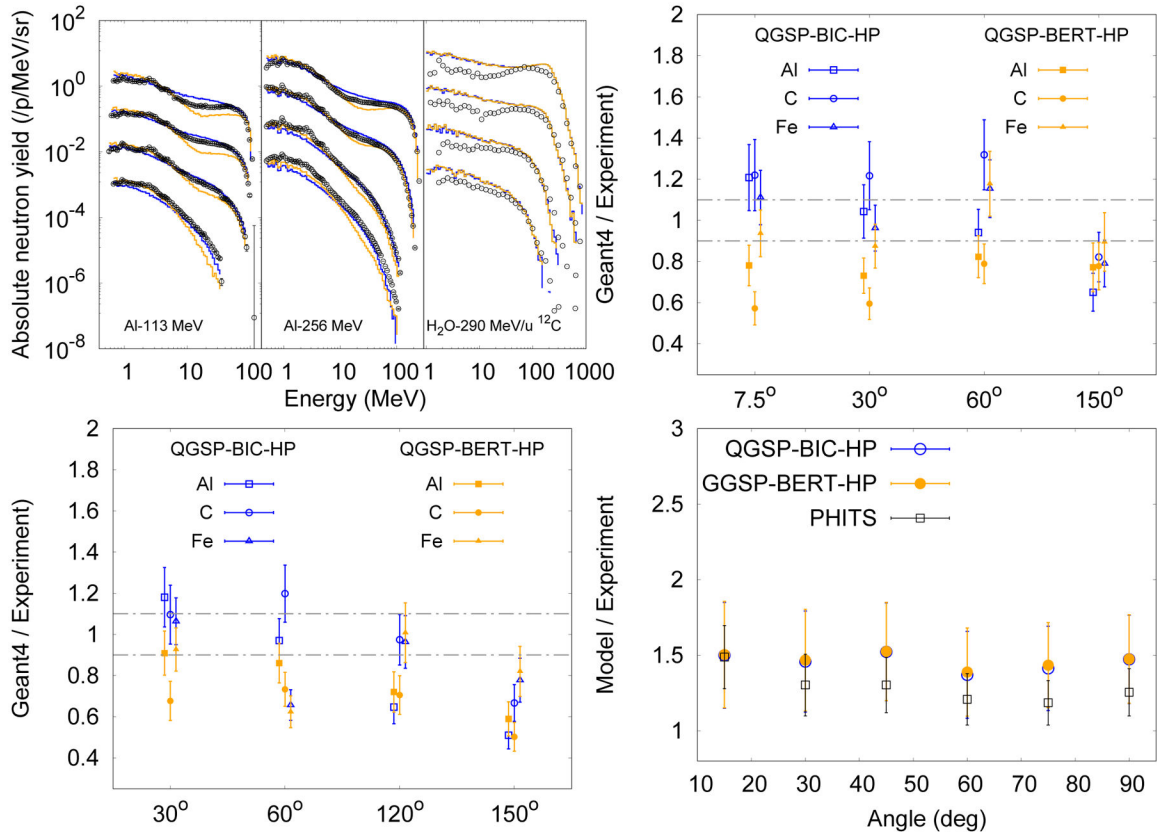 Absolute neutron yield (/p/MeV/sr)
10²
10⁰
10⁻²
10⁻⁴
10⁻⁶
10⁻⁸
Al-113 MeV
Al-256 MeV
H₂O-290 MeV/u ¹²C
1 10 100
1 10 100
1 10 100 1000
Energy (MeV)
Geant4 / Experiment
2
1.8
1.6
1.4
1.2
1
0.8
0.6
0.4
QGSP-BIC-HP
Al
C
Fe
QGSP-BERT-HP
Al
C
Fe
7.5° 30° 60° 150°
Geant4 / Experiment)
2
1.8
1.6
1.4
1.2
1
0.8
0.6
0.4
QGSP-BIC-HP
Al
C
Fe
QGSP-BERT-HP
Al
C
Fe
30° 60° 120° 150°
Model / Experiment
3
2.5
2
1.5
1
QGSP-BIC-HP
GGSP-BERT-HP
PHITS
10 20 30 40 50 60 70 80 90
Angle (deg)